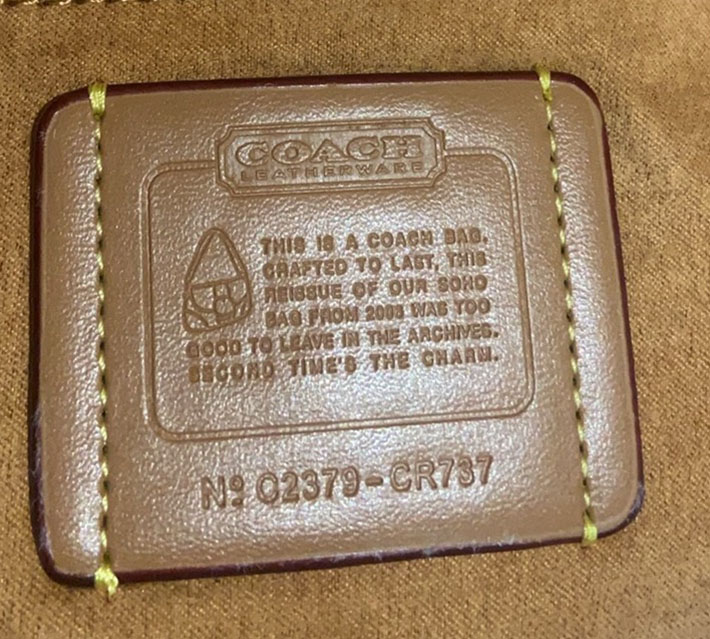 COACH
LEATHERWARE
THIS IS A COACH BAG.
CRAFTED TO LAST, THIS
REISSUE OF OUR SOHO
BAG FROM 2003 WAS TOO
GOOD TO LEAVE IN THE ARCHIVES.
SECOND TIME'S THE CHARM.
Nº C2379-CR737